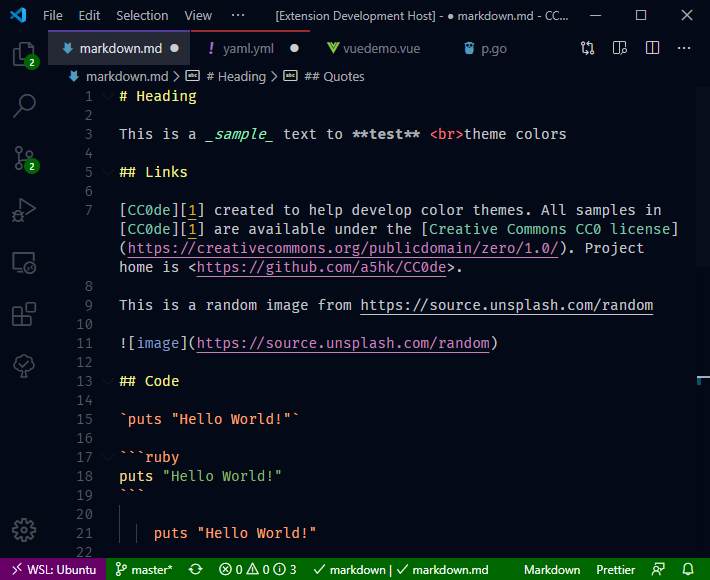 File Edit Selection View ··· [Extension Development Host] - ● markdown.md - CC...
markdown.md ● ! yaml.yml ● vuedemo.vue p.go ···
markdown.md > abc # Heading > abc ## Quotes
1 # Heading
2
3 This is a _sample_ text to **test** <br>theme colors
4
5 ## Links
6
7 [CC0de][1] created to help develop color themes. All samples in
[CC0de][1] are available under the [Creative Commons CC0 license]
(https://creativecommons.org/publicdomain/zero/1.0/). Project
home is <https://github.com/a5hk/CC0de>.
8
9 This is a random image from https://source.unsplash.com/random
10
11 ![image](https://source.unsplash.com/random)
12
13 ## Code
14
15 `puts "Hello World!"`
16
17 ```ruby
18 puts "Hello World!"
19 ```
20
21 puts "Hello World!"
22
2
2
WSL: Ubuntu master* 0 0 3 markdown | markdown.md Markdown Prettier